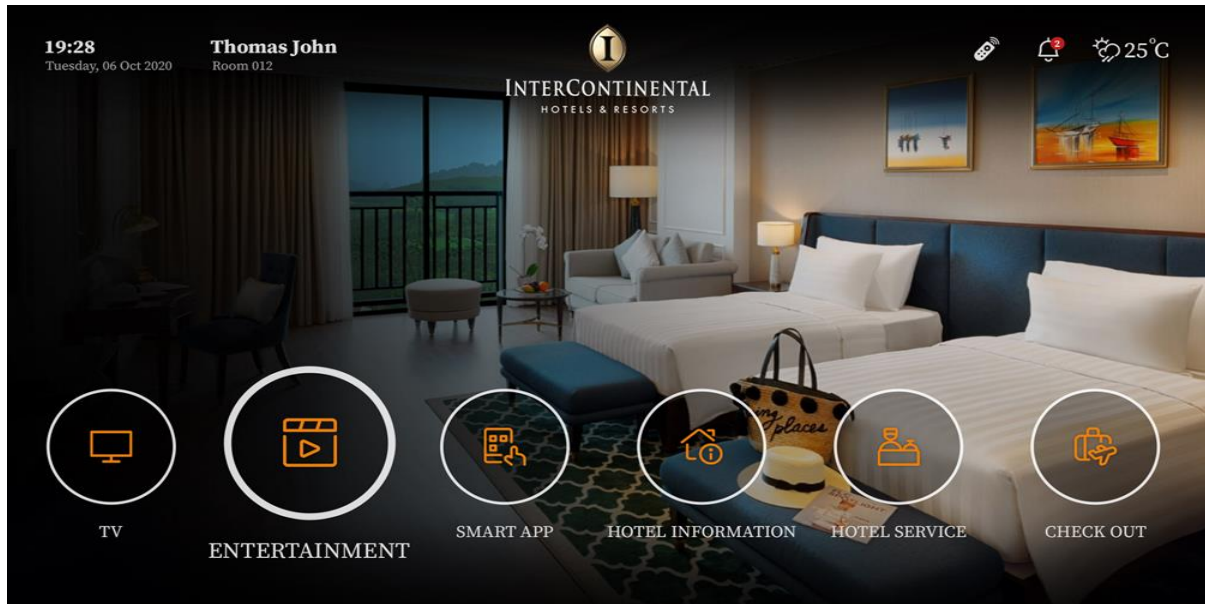 19:28
Tuesday, 06 Oct 2020
Thomas John
Room 012
I
INTERCONTINENTAL
HOTELS & RESORTS
2
25°C
places
TV
ENTERTAINMENT
SMART APP
HOTEL INFORMATION
HOTEL SERVICE
CHECK OUT